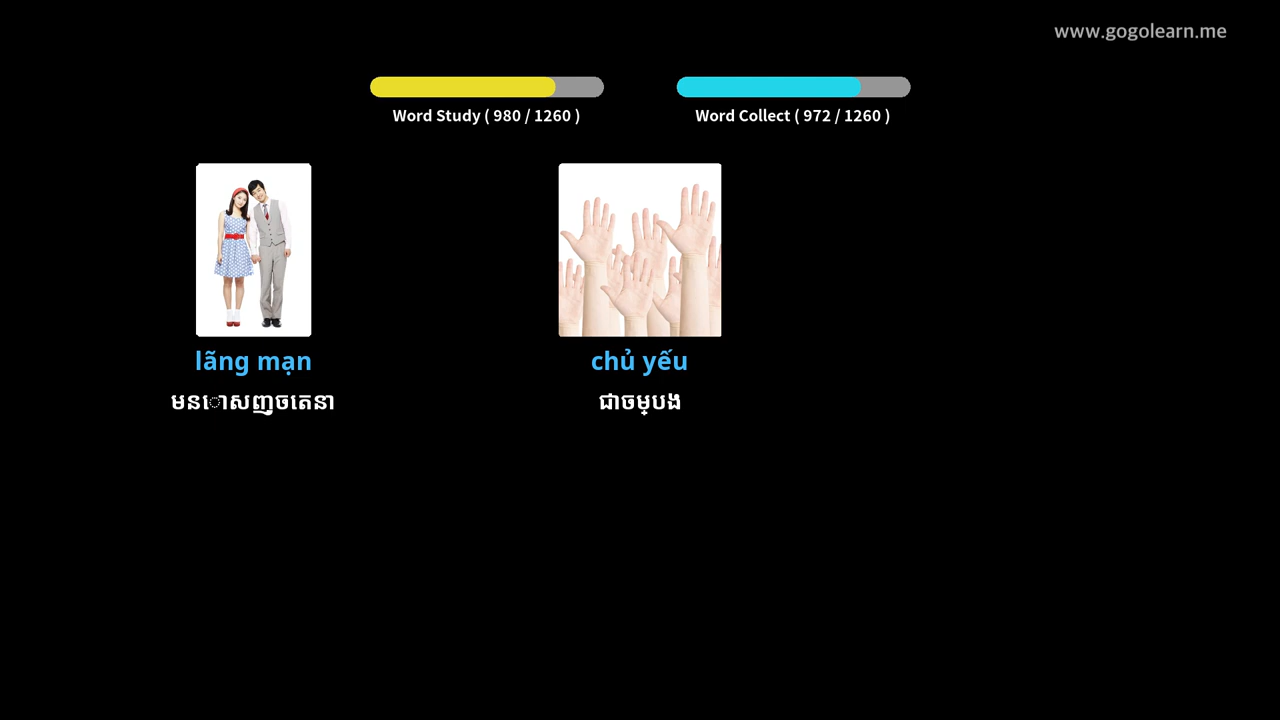 www.gogolearn.me
Word Study ( 980 / 1260 )
Word Collect ( 972 / 1260 )
lãng mạn
chủ yếu
មនោសញ្ចេតនា
ជាចម្បង